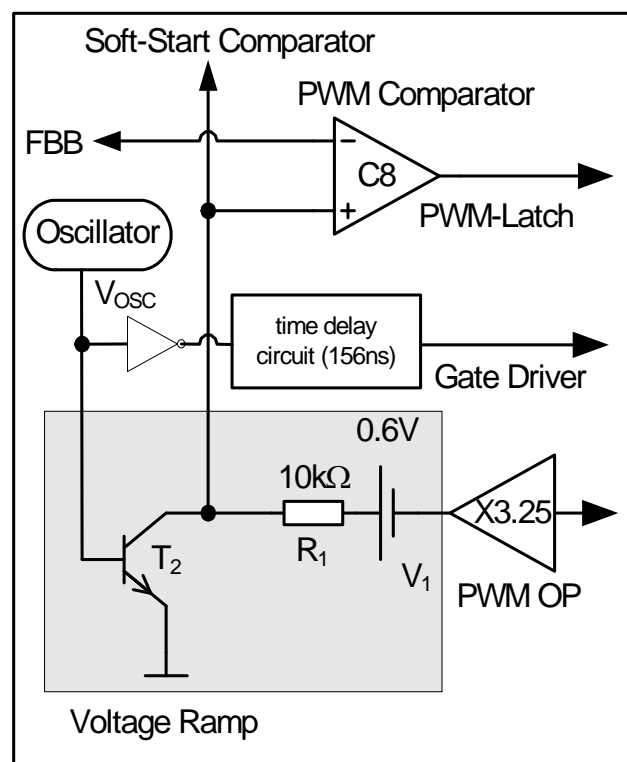 Soft-Start Comparator
PWM Comparator
FBB
−
C8
+
PWM-Latch
Oscillator
VOSC
time delay
circuit (156ns)
Gate Driver
0.6V
10kΩ
X3.25
T2
R1
V1
PWM OP
Voltage Ramp